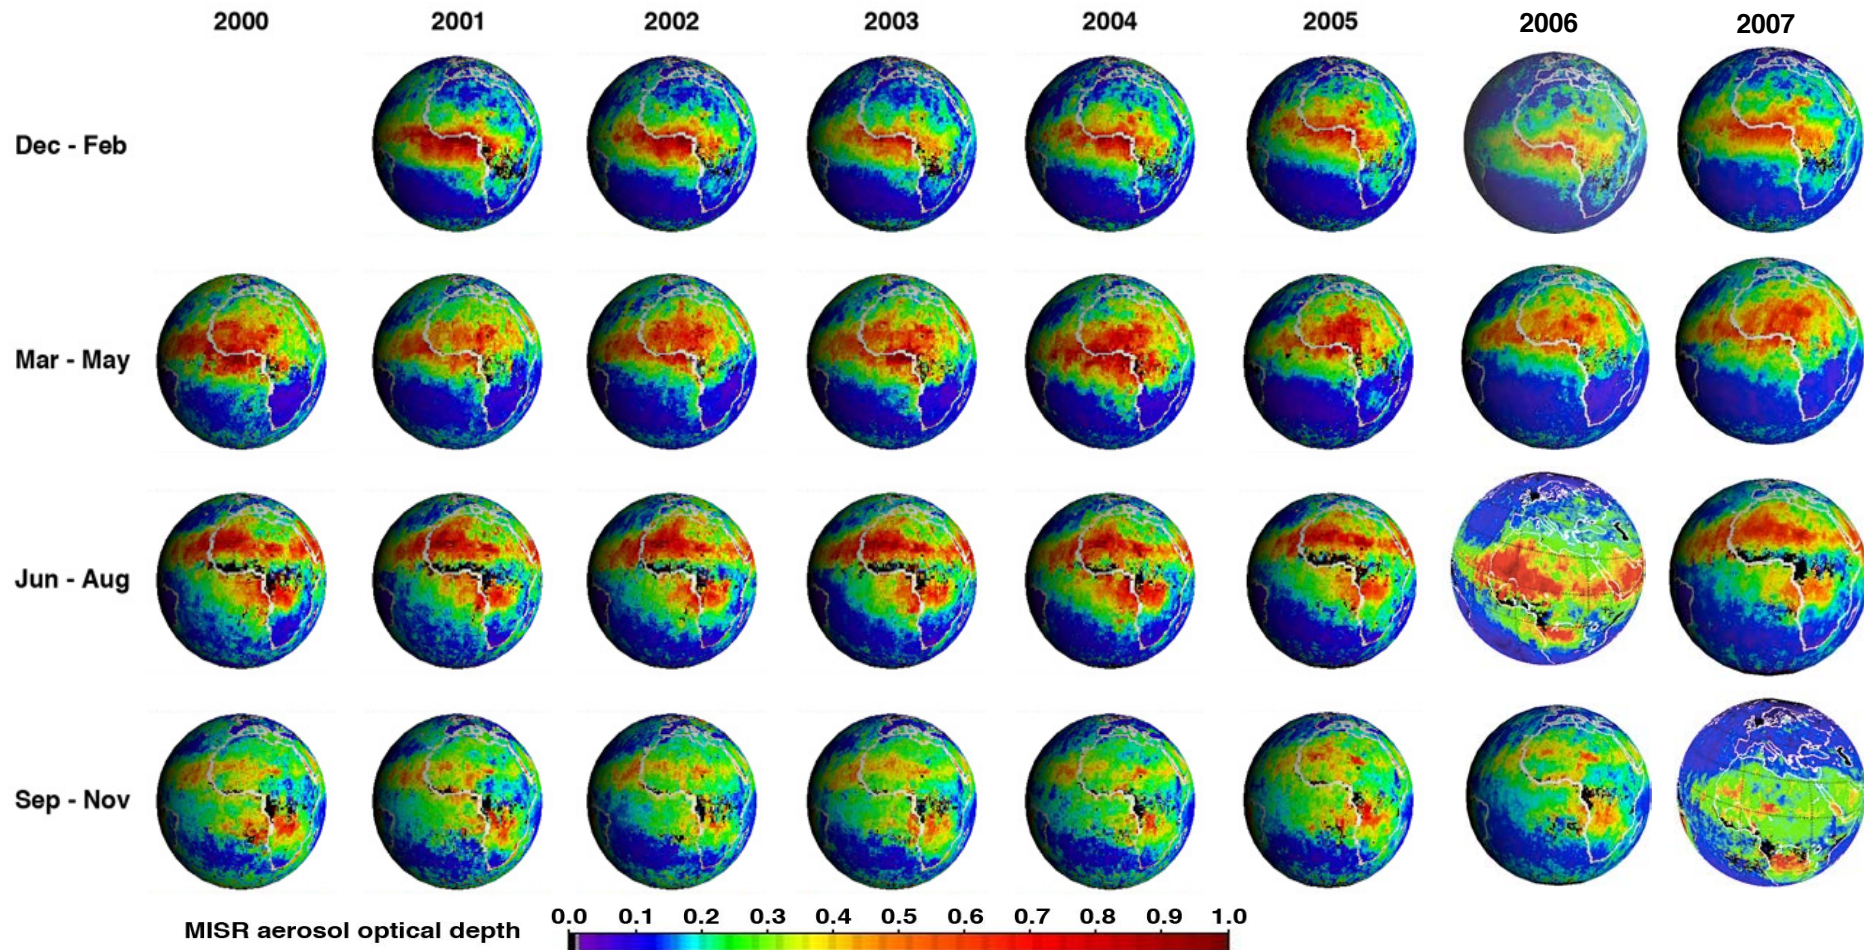 2000 2001 2002 2003 2004 2005 2006 2007
Dec - Feb
Mar - May
Jun - Aug
Sep - Nov
0.0 0.1 0.2 0.3 0.4 0.5 0.6 0.7 0.8 0.9 1.0
MISR aerosol optical depth